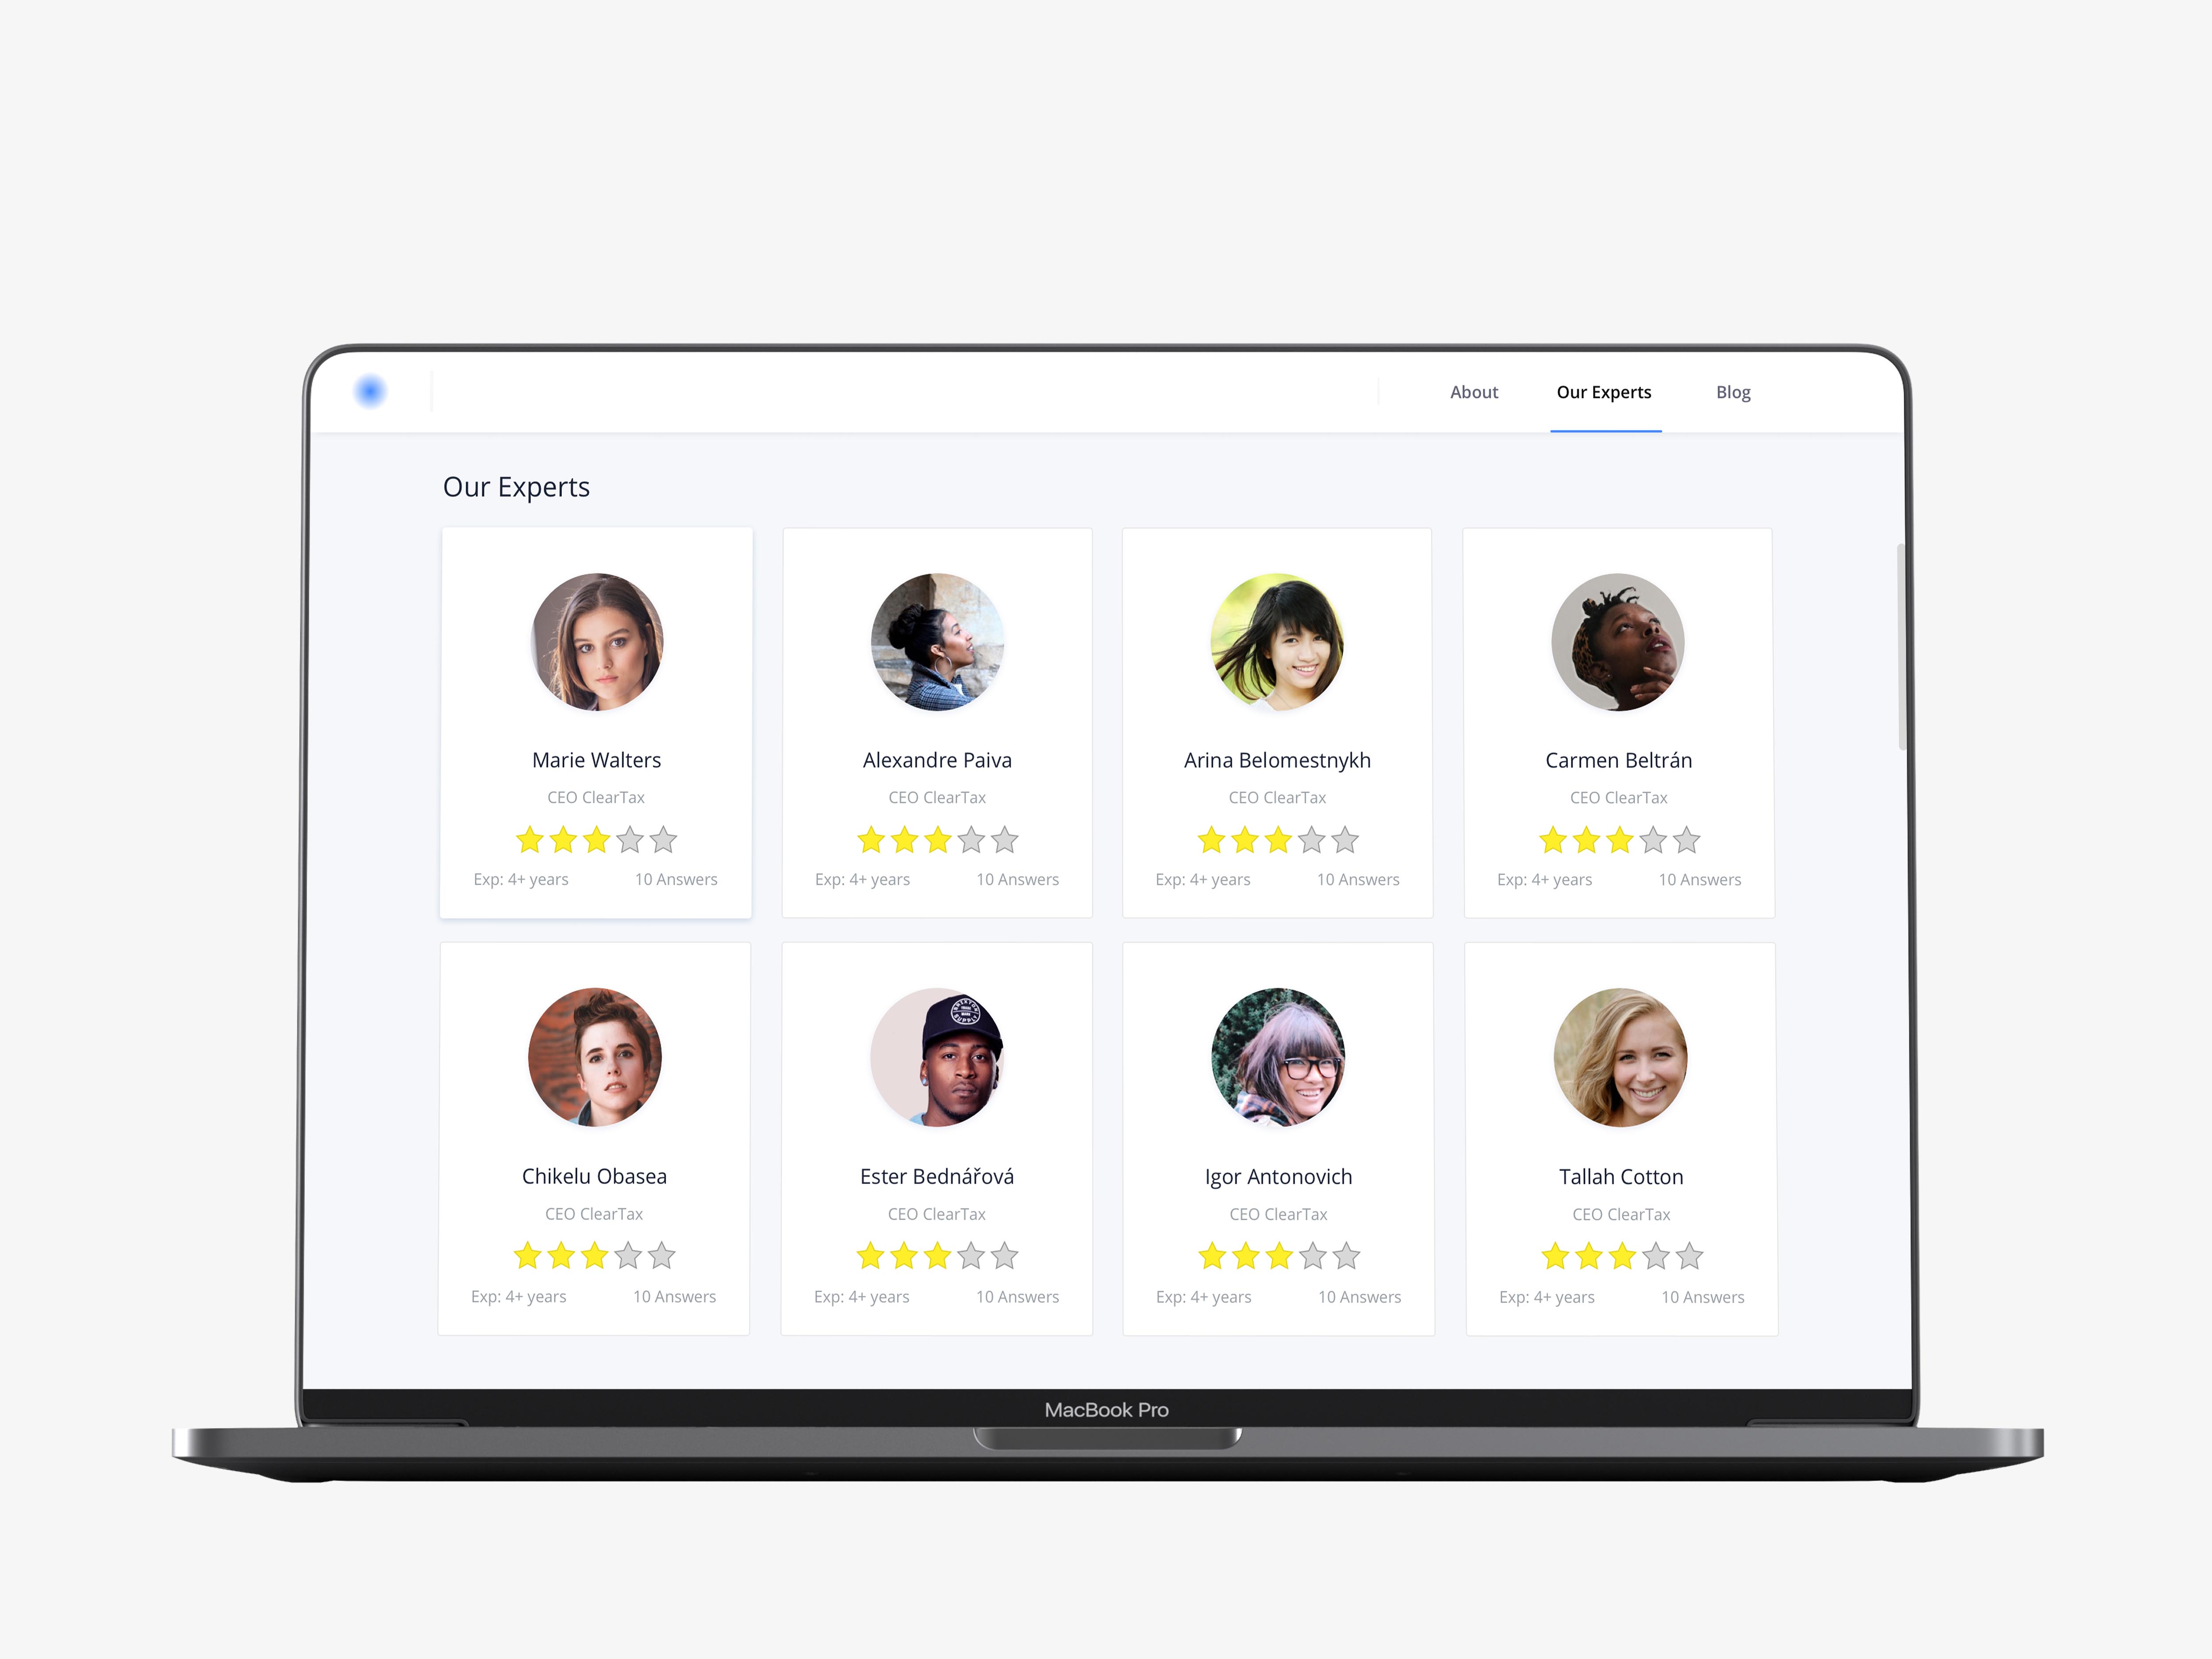 About Our Experts Blog
Our Experts
Marie Walters
CEO ClearTax
Exp: 4+ years 10 Answers
Alexandre Paiva
CEO ClearTax
Exp: 4+ years 10 Answers
Arina Belomestnykh
CEO ClearTax
Exp: 4+ years 10 Answers
Carmen Beltrán
CEO ClearTax
Exp: 4+ years 10 Answers
Chikelu Obasea
CEO ClearTax
Exp: 4+ years 10 Answers
Ester Bednářová
CEO ClearTax
Exp: 4+ years 10 Answers
Igor Antonovich
CEO ClearTax
Exp: 4+ years 10 Answers
Tallah Cotton
CEO ClearTax
Exp: 4+ years 10 Answers
MacBook Pro